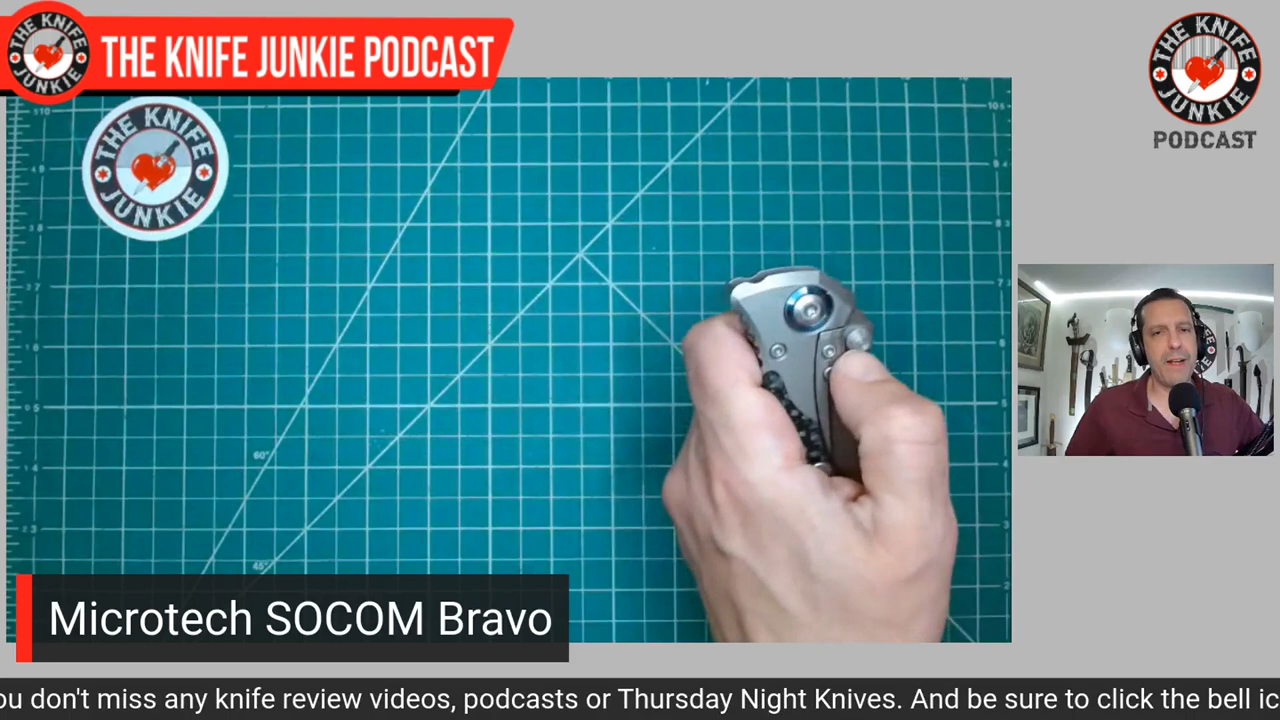 THE KNIFE JUNKIE
THE KNIFE JUNKIE PODCAST
THE KNIFE
JUNKIE
PODCAST
THE KNIFE
JUNKIE
60°
45°
Microtech SOCOM Bravo
ou don't miss any knife review videos, podcasts or Thursday Night Knives. And be sure to click the bell ic